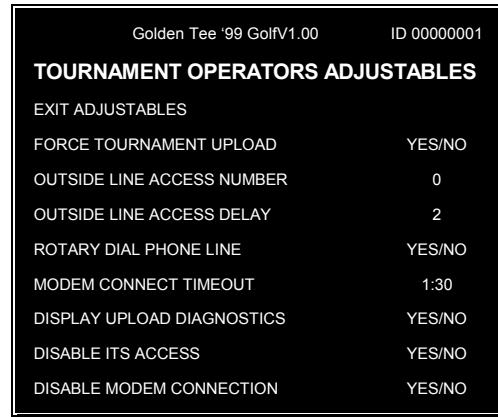 Golden Tee ‘99 GolfV1.00 ID 00000001
TOURNAMENT OPERATORS ADJUSTABLES
EXIT ADJUSTABLES
FORCE TOURNAMENT UPLOAD YES/NO
OUTSIDE LINE ACCESS NUMBER 0
OUTSIDE LINE ACCESS DELAY 2
ROTARY DIAL PHONE LINE YES/NO
MODEM CONNECT TIMEOUT 1:30
DISPLAY UPLOAD DIAGNOSTICS YES/NO
DISABLE ITS ACCESS YES/NO
DISABLE MODEM CONNECTION YES/NO